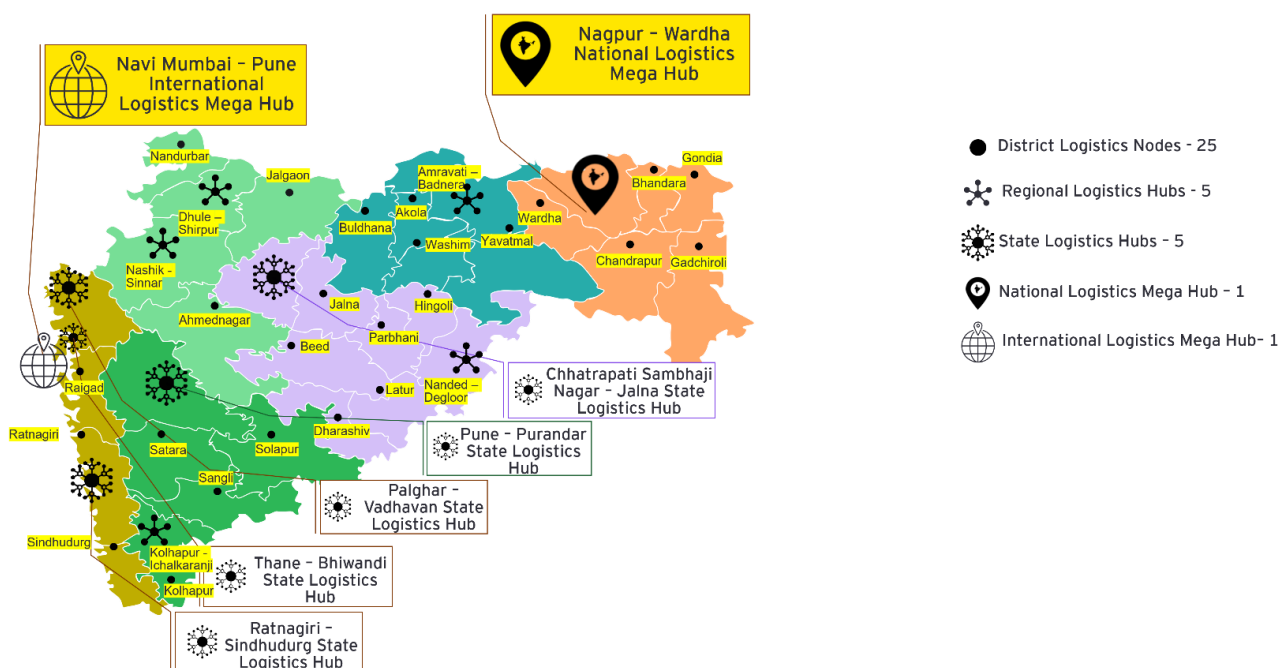 Nagpur – Wardha
National Logistics
Mega Hub
Navi Mumbai – Pune
International
Logistics Mega Hub
Nandurbar
Jalgaon
Dhule –
Shirpur
Nashik -
Sinnar
Ahmednagar
Amravati –
Badnera
Akola
Buldhana
Washim
Yavatmal
Wardha
Bhandara
Gondia
Chandrapur
Gadchiroli
Jalna
Hingoli
Parbhani
Beed
Latur
Nanded –
Degloor
Dharashiv
Raigad
Ratnagiri
Satara
Solapur
Sangli
Sindhudurg
Kolhapur -
Ichalkaranji
Kolhapur
Chhatrapati Sambhaji
Nagar – Jalna State
Logistics Hub
Pune – Purandar
State Logistics
Hub
Palghar –
Vadhavan State
Logistics Hub
Thane – Bhiwandi
State Logistics
Hub
Ratnagiri –
Sindhudurg State
Logistics Hub
District Logistics Nodes - 25
Regional Logistics Hubs - 5
State Logistics Hubs – 5
National Logistics Mega Hub – 1
International Logistics Mega Hub– 1